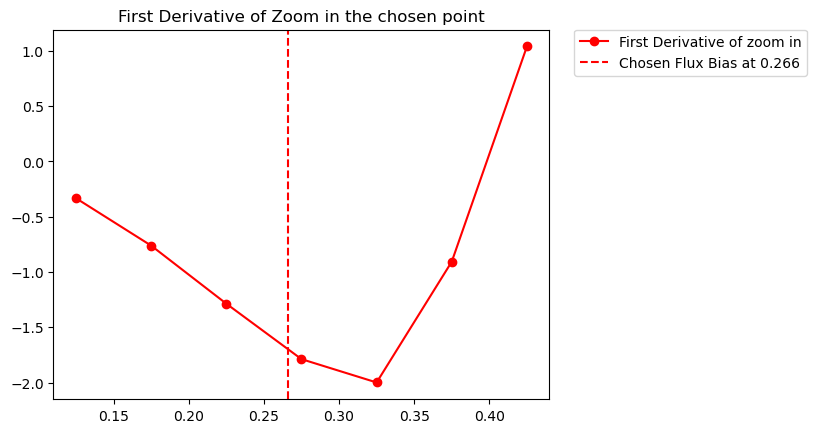 First Derivative of Zoom in the chosen point
First Derivative of zoom in
Chosen Flux Bias at 0.266
1.0
0.5
0.0
−0.5
−1.0
−1.5
−2.0
0.15 0.20 0.25 0.30 0.35 0.40